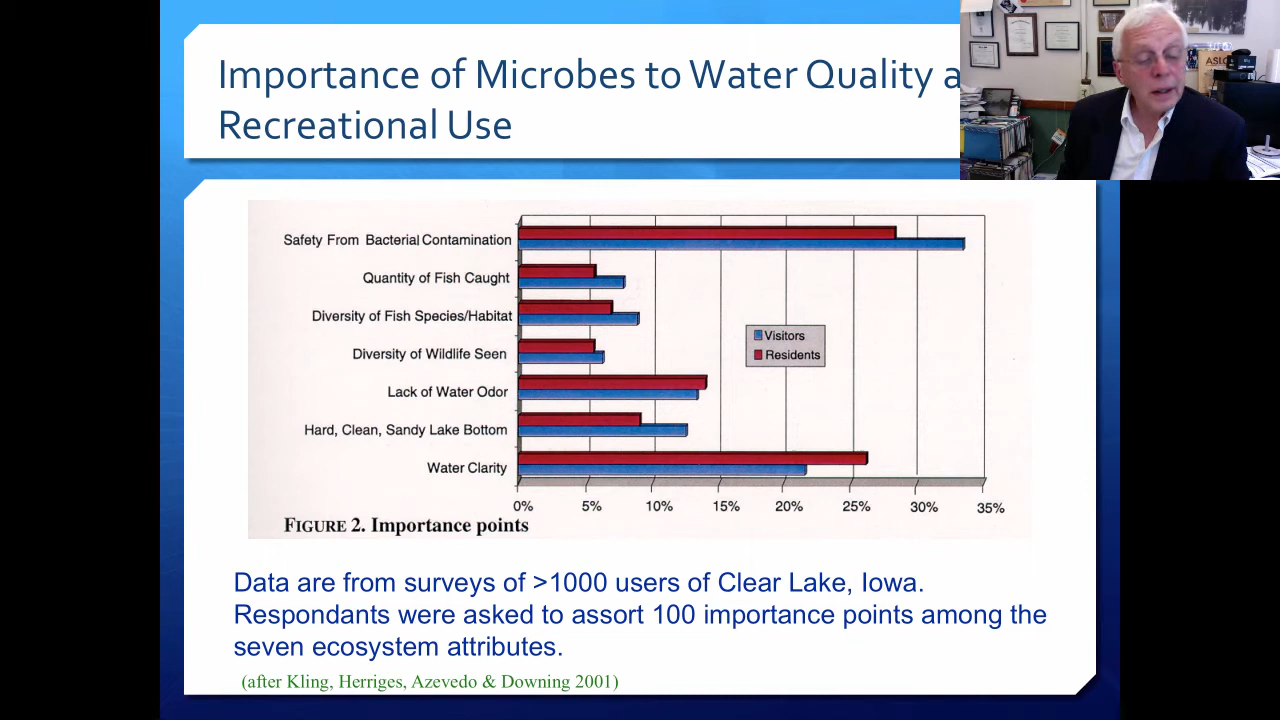 Importance of Microbes to Water Quality a
Recreational Use
ASLO
Safety From Bacterial Contamination
Quantity of Fish Caught
Diversity of Fish Species/Habitat
Diversity of Wildlife Seen
Lack of Water Odor
Hard, Clean, Sandy Lake Bottom
Water Clarity
Visitors
Residents
0% 5% 10% 15% 20% 25% 30% 35%
FIGURE 2. Importance points
Data are from surveys of >1000 users of Clear Lake, Iowa.
Respondants were asked to assort 100 importance points among the
seven ecosystem attributes.
(after Kling, Herriges, Azevedo & Downing 2001)